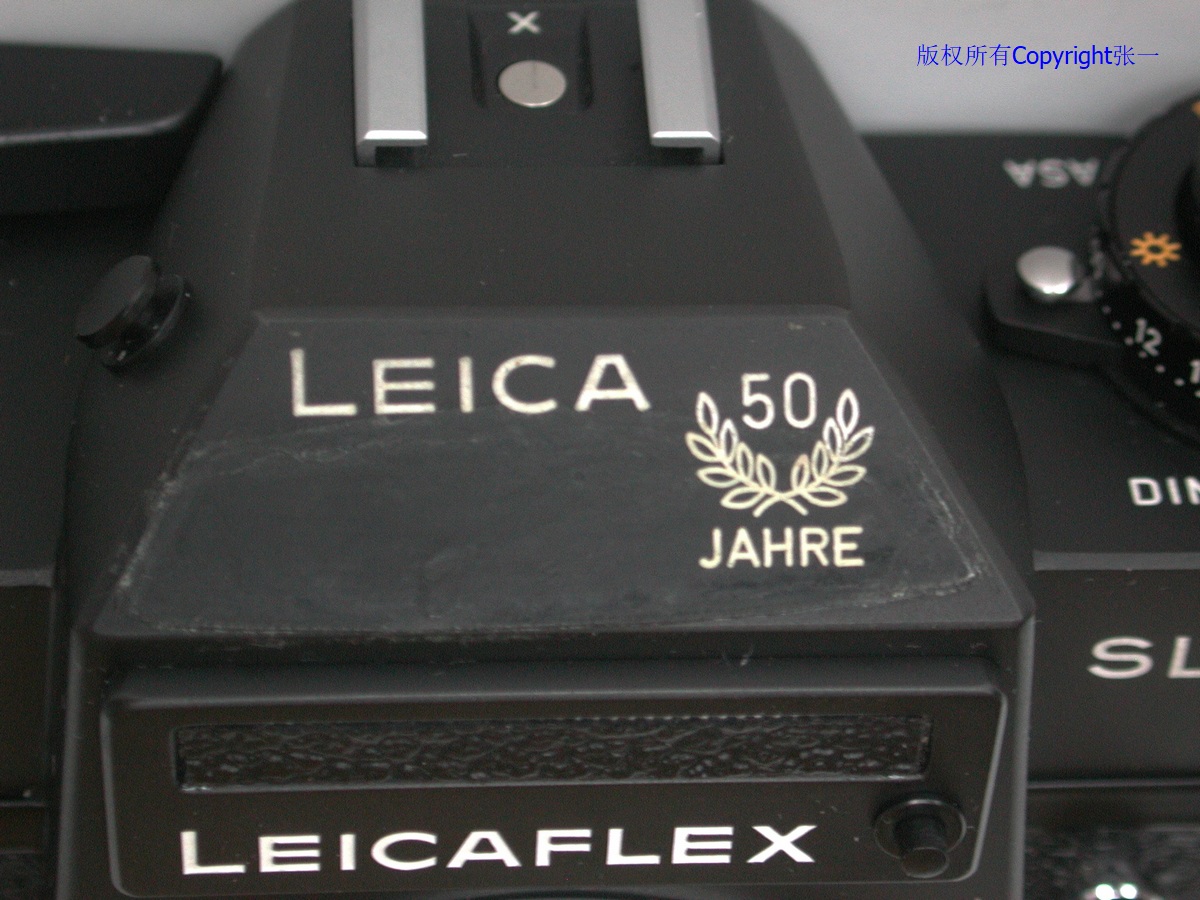 版权所有Copyright张一
X
ASA
12
LEICA
50
JAHRE
DIN
SL
LEICAFLEX